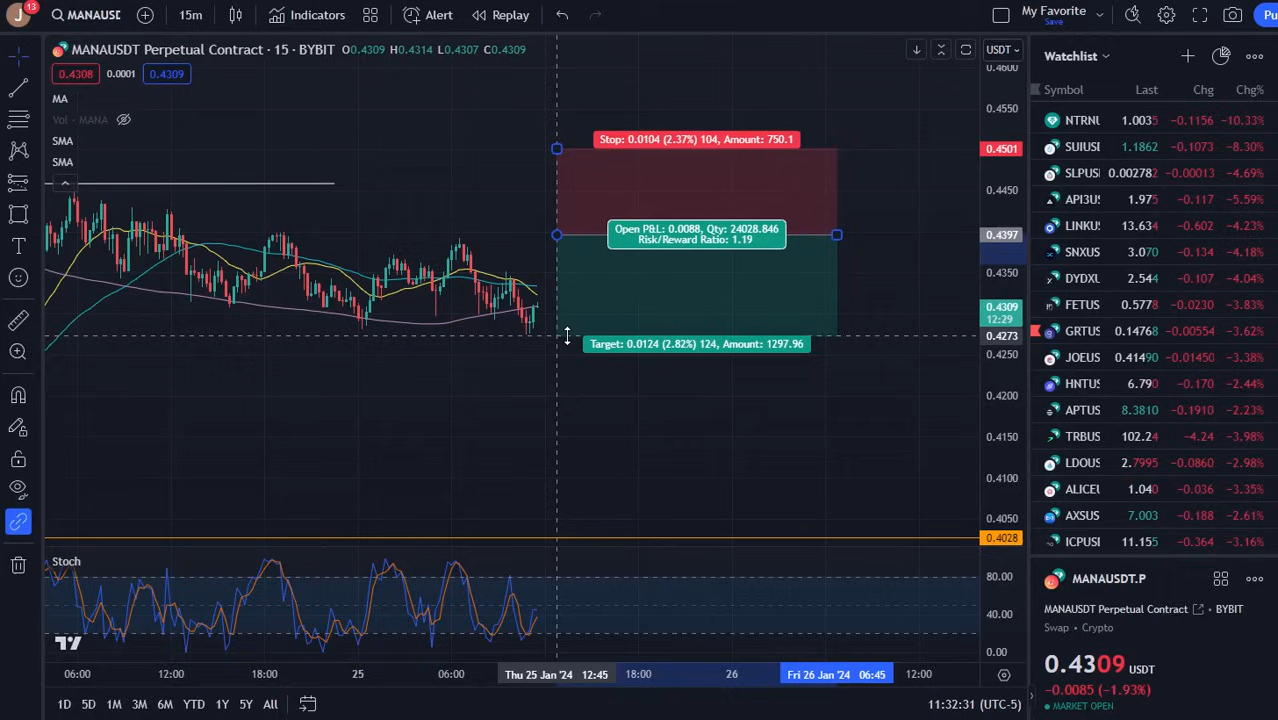 J
13
MANAUSD
15m
Indicators
Alert
Replay
My Favorite
Save
Pu
MANAUSDT Perpetual Contract · 15 · BYBIT O0.4309 H0.4314 L0.4307 C0.4309
0.4308 0.0001 0.4309
MA
Vol - MANA
SMA
SMA
USDT
0.4600
0.4550
0.4501
0.4450
0.4397
0.4350
0.4309
12:29
0.4273
0.4250
0.4200
0.4150
0.4100
0.4050
0.4028
Stop: 0.0104 (2.37%) 104, Amount: 750.1
Open P&L: 0.0088, Qty: 24028.846
Risk/Reward Ratio: 1.19
Target: 0.0124 (2.82%) 124, Amount: 1297.96
Stoch
80.00
40.00
0.00
06:00 12:00 18:00 25 06:00 Thu 25 Jan '24 12:45 18:00 26 Fri 26 Jan '24 06:45 12:00
1D 5D 1M 3M 6M YTD 1Y 5Y All
11:32:31 (UTC-5)
Watchlist
Symbol Last Chg Chg%
NTRNU 1.0035 -0.1156 -10.33%
SUIUSI 1.1862 -0.1073 -8.30%
SLPUS 0.002782 -0.00013 -4.69%
API3US 1.975 -0.117 -5.59%
LINKUS 13.634 -0.602 -4.23%
SNXUS 3.070 -0.134 -4.18%
DYDXU 2.544 -0.107 -4.04%
FETUS 0.5778 -0.0230 -3.83%
GRTUS 0.14768 -0.00554 -3.62%
JOEUS 0.41490 -0.01451 -3.38%
HNTUS 6.790 -0.170 -2.44%
APTUS 8.3810 -0.1910 -2.23%
TRBUS 102.24 -4.24 -3.98%
LDOUS 2.7995 -0.0860 -2.98%
ALICEU 1.040 -0.036 -3.35%
AXSUS 7.003 -0.188 -2.61%
ICPUSI 11.155 -0.364 -3.16%
MANAUSDT.P
MANAUSDT Perpetual Contract • BYBIT
Swap • Crypto
0.4309 USDT
-0.0085 (-1.93%)
MARKET OPEN